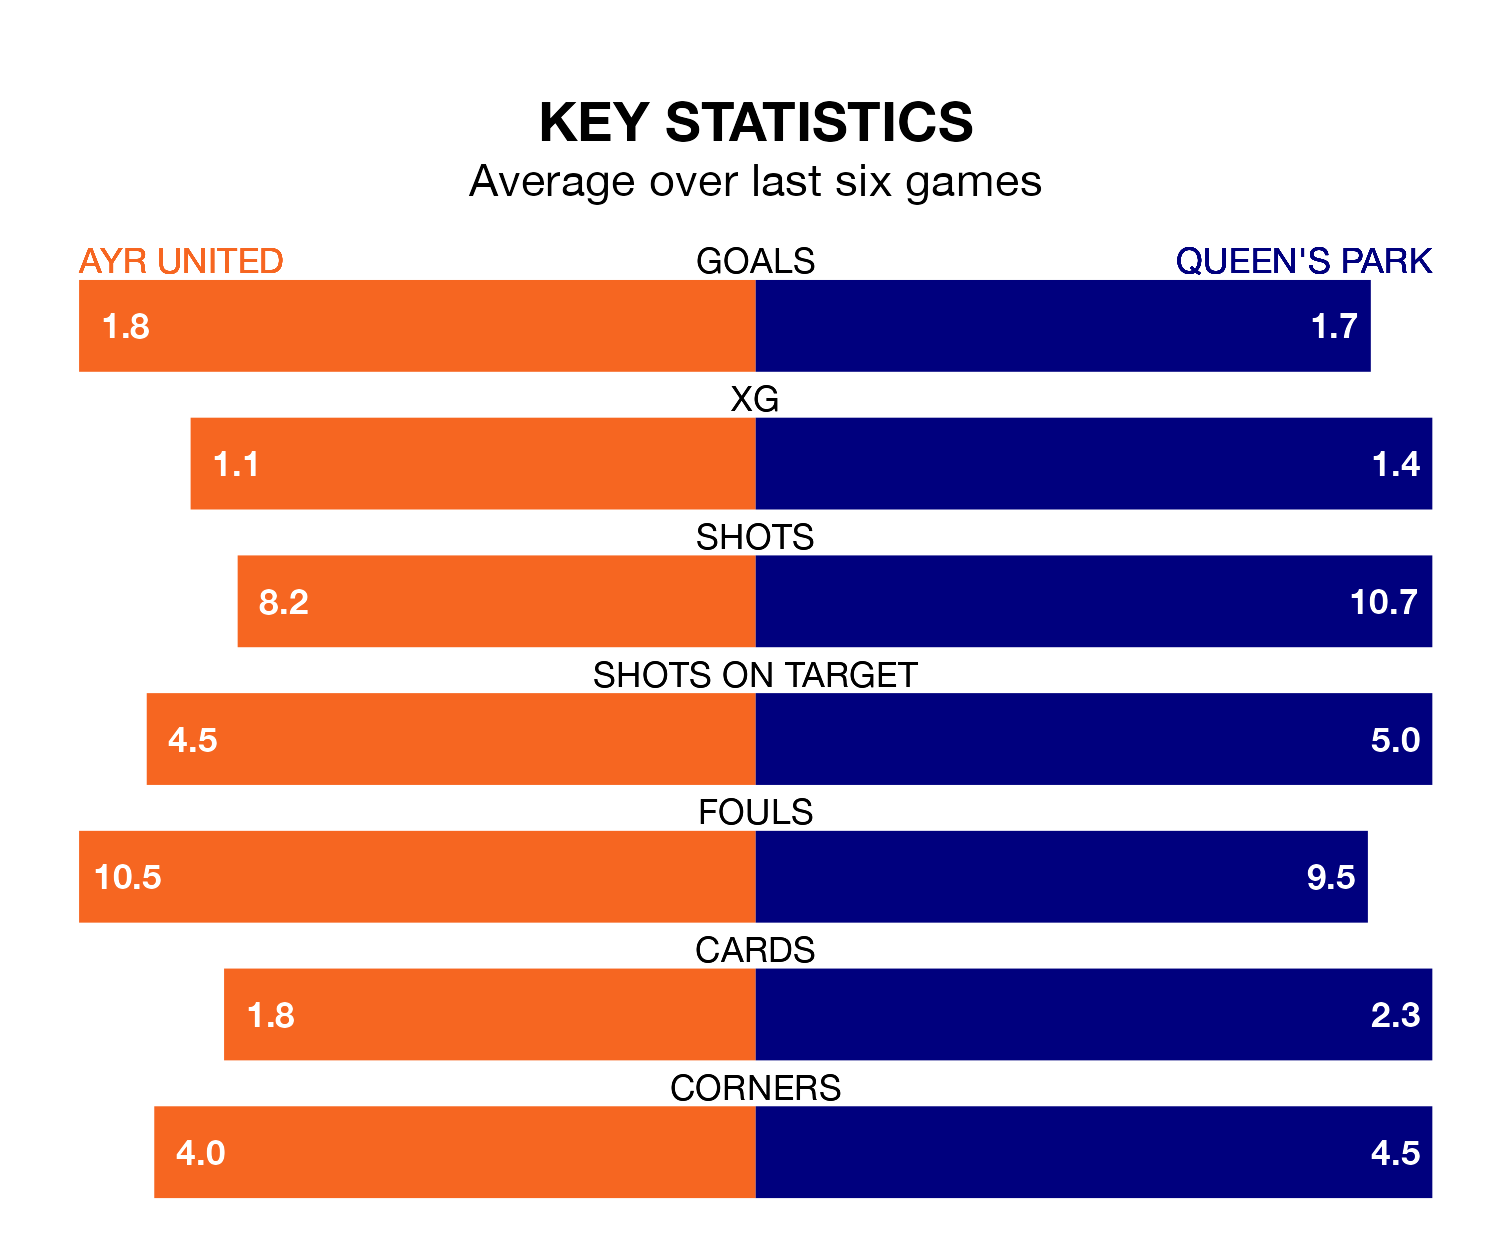 KEY STATISTICS
Average over last six games
AYR UNITED GOALS QUEEN'S PARK
1.8 1.7
XG
1.1 1.4
SHOTS
8.2 10.7
SHOTS ON TARGET
4.5 5.0
FOULS
10.5 9.5
CARDS
1.8 2.3
CORNERS
4.0 4.5